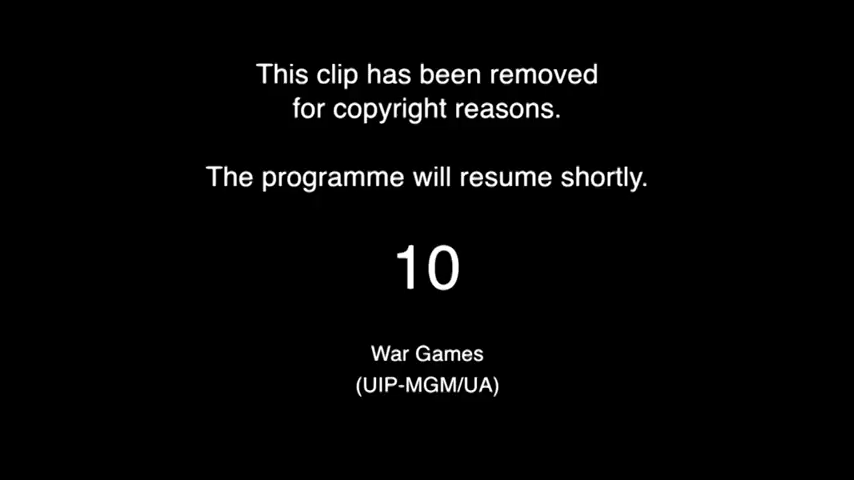 This clip has been removed
for copyright reasons.
The programme will resume shortly.
10
War Games
(UIP-MGM/UA)